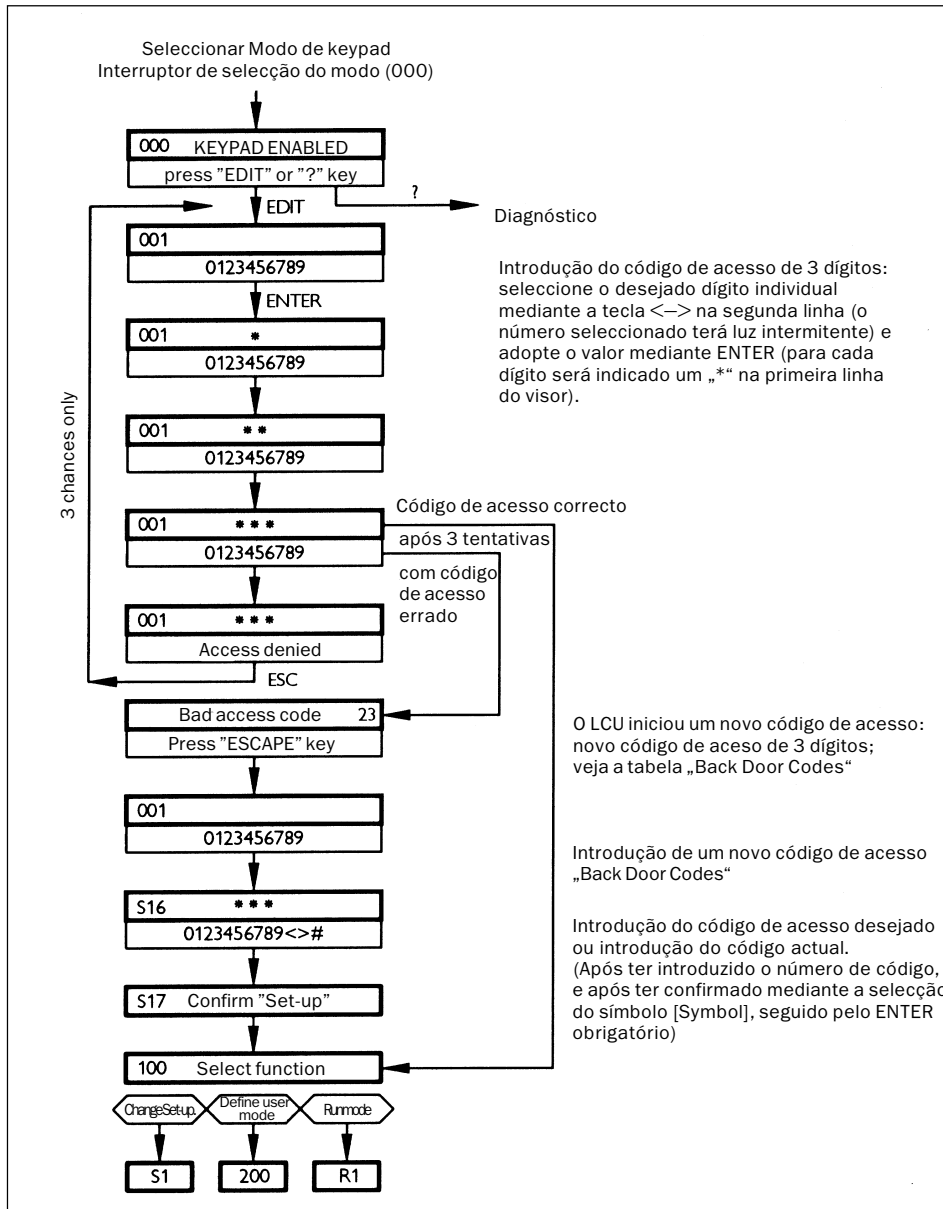 Seleccionar Modo de keypad
Interruptor de selecção do modo (000)
000 KEYPAD ENABLED
press "EDIT" or "?" key
?
EDIT
Diagnóstico
001
0123456789
Introdução do código de acesso de 3 dígitos:
seleccione o desejado dígito individual
mediante a tecla <—> na segunda linha (o
número seleccionado terá luz intermitente) e
adopte o valor mediante ENTER (para cada
dígito será indicado um „*“ na primeira linha
do visor).
ENTER
001 *
0123456789
3 chances only
001 **
0123456789
Código de acesso correcto
001 ***
0123456789
após 3 tentativas
com código
de acesso
errado
001 ***
Access denied
ESC
Bad access code 23
Press "ESCAPE" key
O LCU iniciou um novo código de acesso:
novo código de aceso de 3 dígitos;
veja a tabela „Back Door Codes“
001
0123456789
Introdução de um novo código de acesso
„Back Door Codes“
S16 ***
0123456789<>#
Introdução do código de acesso desejado
ou introdução do código actual.
(Após ter introduzido o número de código,
e após ter confirmado mediante a selecção
do símbolo [Symbol], seguido pelo ENTER
obrigatório)
S17 Confirm "Set-up"
100 Select function
ChangeSet-up.
Define user
mode
Runmode
S1
200
R1